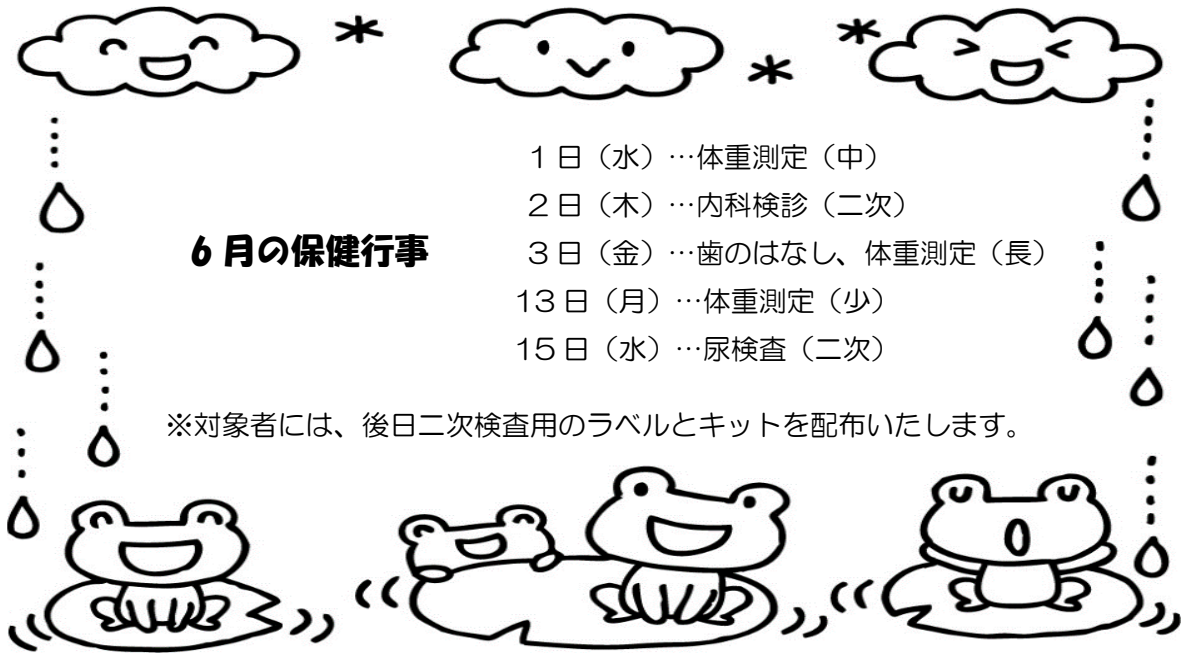 6月の保健行事
1日（水）…体重測定（中）
2日（木）…内科検診（二次）
3日（金）…歯のはなし、体重測定（長）
13日（月）…体重測定（少）
15日（水）…尿検査（二次）
※対象者には、後日二次検査用のラベルとキットを配布いたします。